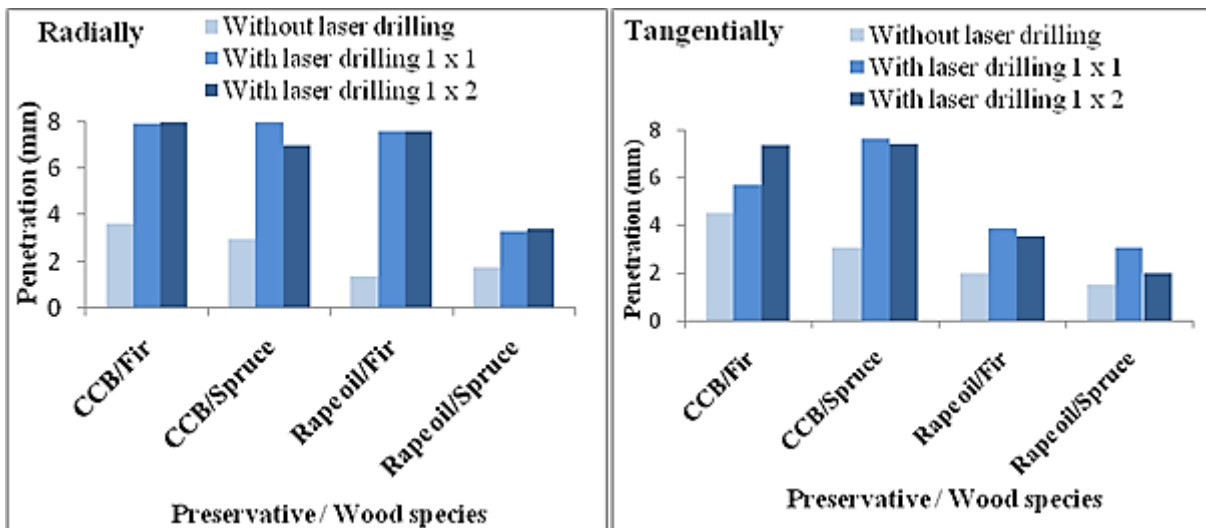 Radially
Without laser drilling
With laser drilling 1 x 1
With laser drilling 1 x 2
Penetration (mm)
8
6
4
2
0
CCB/Fir
CCB/Spruce
Rape oil/Fir
Rape oil/Spruce
Preservative / Wood species
Tangentially
Without laser drilling
With laser drilling 1 x 1
With laser drilling 1 x 2
Penetration (mm)
8
6
4
2
0
CCB/Fir
CCB/Spruce
Rape oil/Fir
Rape oil/Spruce
Preservative / Wood species